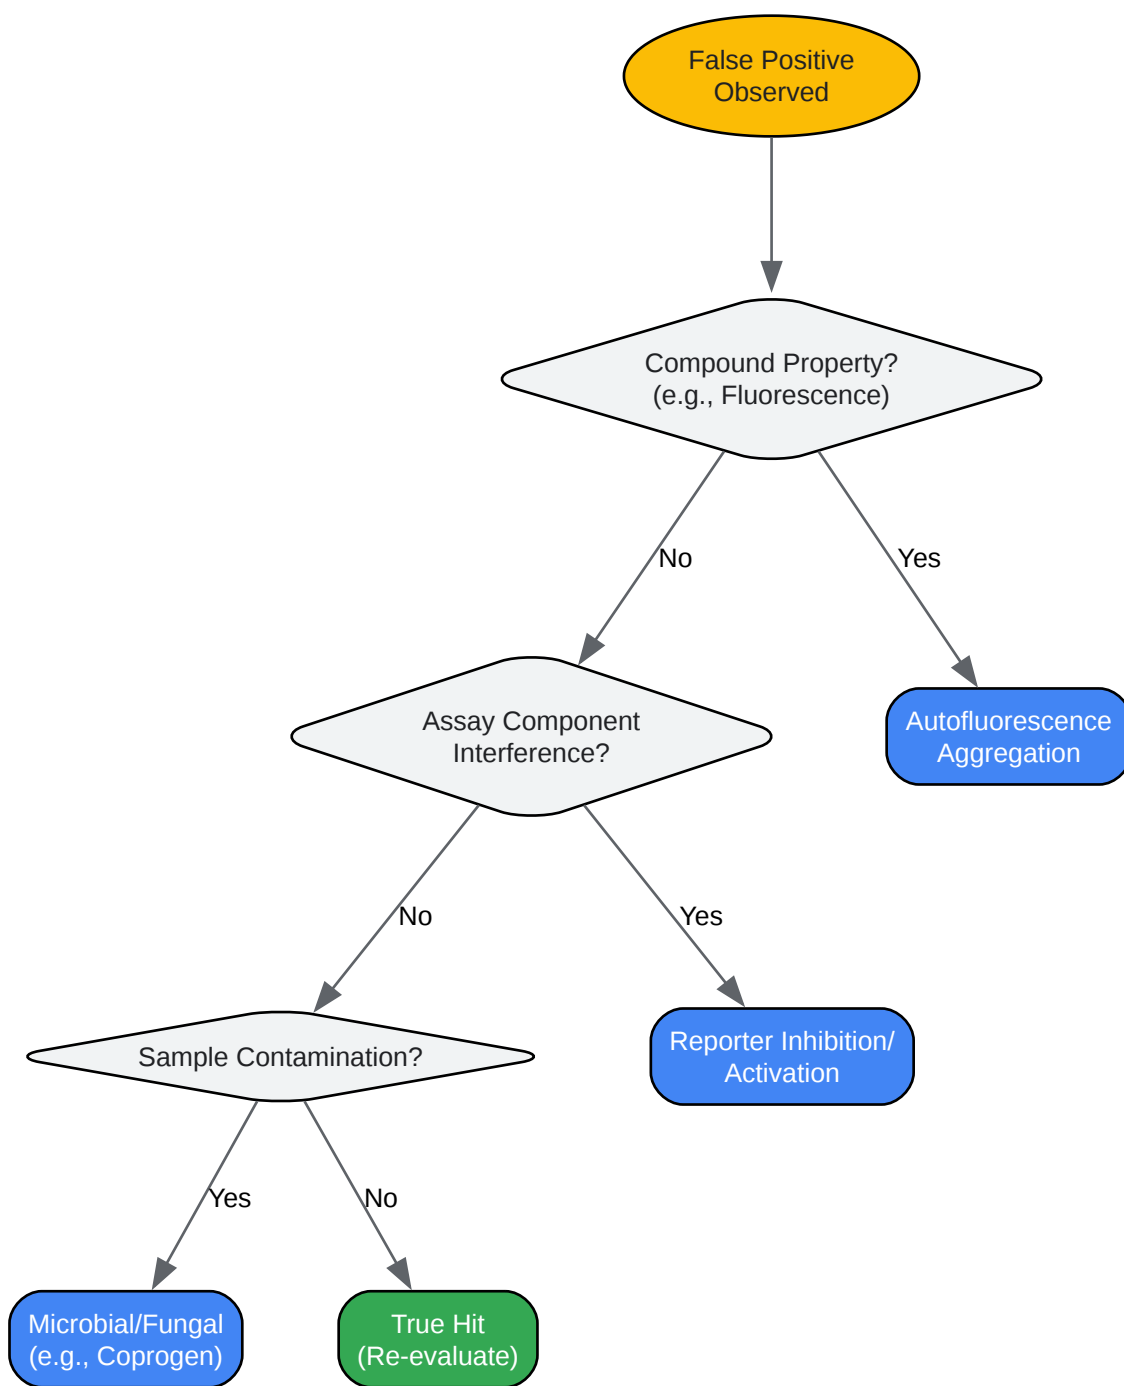 False Positive
Observed
Compound Property?
(e.g., Fluorescence)
No
Yes
Assay Component
Interference?
Autofluorescence
Aggregation
No
Yes
Sample Contamination?
Reporter Inhibition/
Activation
Yes
No
Microbial/Fungal
(e.g., Coprogen)
True Hit
(Re-evaluate)